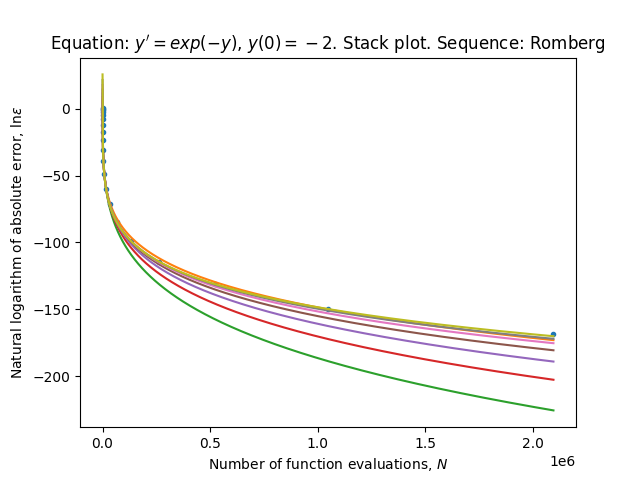 Equation: y′ = exp(−y), y(0) = −2. Stack plot. Sequence: Romberg
Natural logarithm of absolute error, lnε
0
−50
−100
−150
−200
0.0 0.5 1.0 1.5 2.0
1e6
Number of function evaluations, N